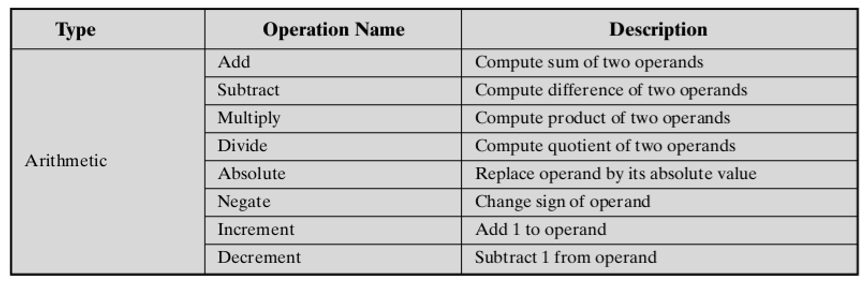 Type Operation Name Description
Arithmetic
Add Compute sum of two operands
Subtract Compute difference of two operands
Multiply Compute product of two operands
Divide Compute quotient of two operands
Absolute Replace operand by its absolute value
Negate Change sign of operand
Increment Add 1 to operand
Decrement Subtract 1 from operand